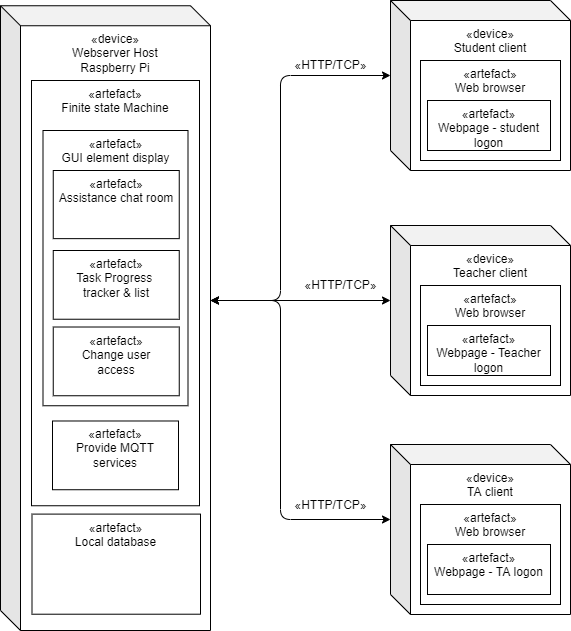 «device»
Webserver Host
Raspberry Pi
«artefact»
Finite state Machine
«artefact»
GUI element display
«artefact»
Assistance chat room
«artefact»
Task Progress
tracker & list
«artefact»
Change user
access
«artefact»
Provide MQTT
services
«artefact»
Local database
«HTTP/TCP»
«HTTP/TCP»
«HTTP/TCP»
«device»
Student client
«artefact»
Web browser
«artefact»
Webpage - student
logon
«device»
Teacher client
«artefact»
Web browser
«artefact»
Webpage - Teacher
logon
«device»
TA client
«artefact»
Web browser
«artefact»
Webpage - TA logon